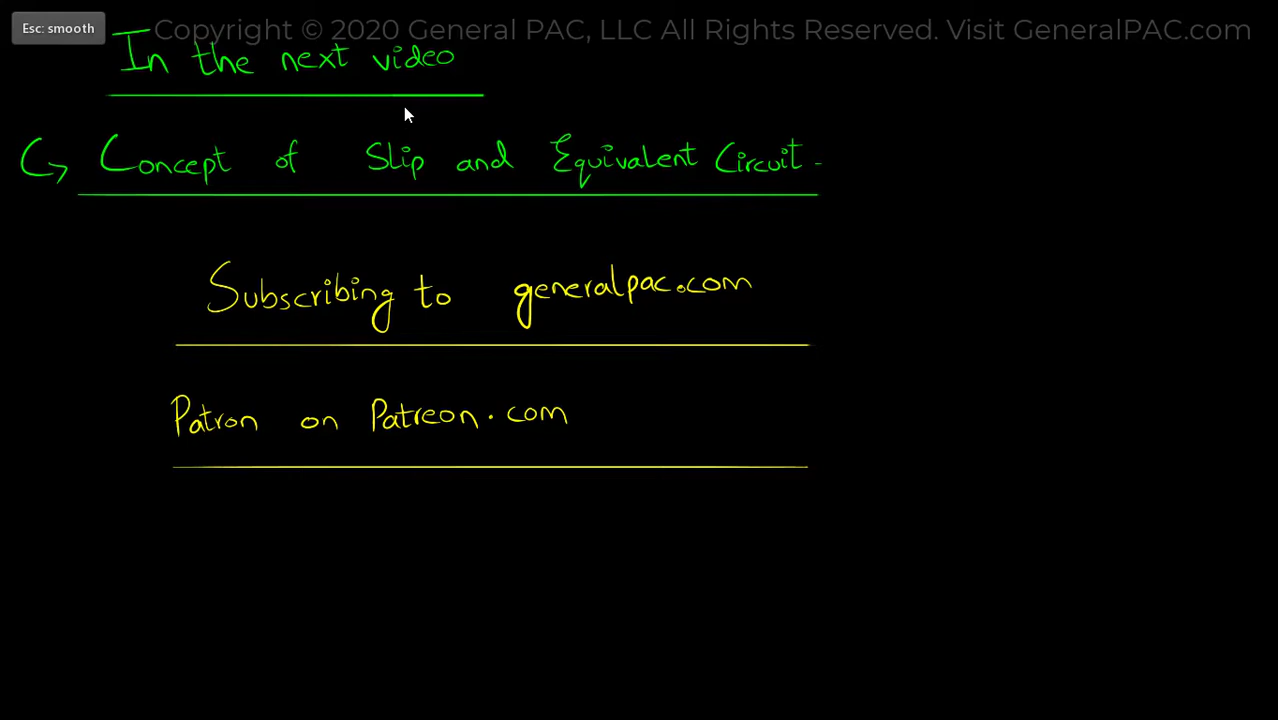 Esc: smooth
Copyright © 2020 General PAC, LLC All Rights Reserved. Visit GeneralPAC.com
In the next video
Concept of Slip and Equivalent Circuit.
Subscribing to generalpac.com
Patron on Patreon.com